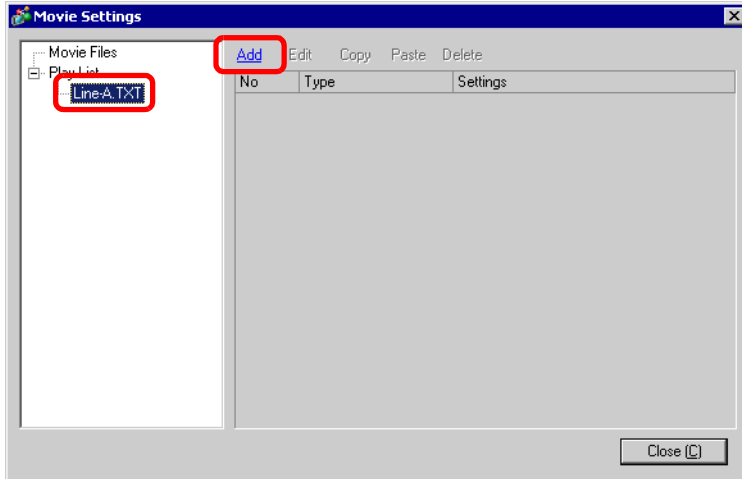 Movie Settings
Movie Files
Play List
Line-A.TXT
Add Edit Copy Paste Delete
No Type Settings
Close (C)